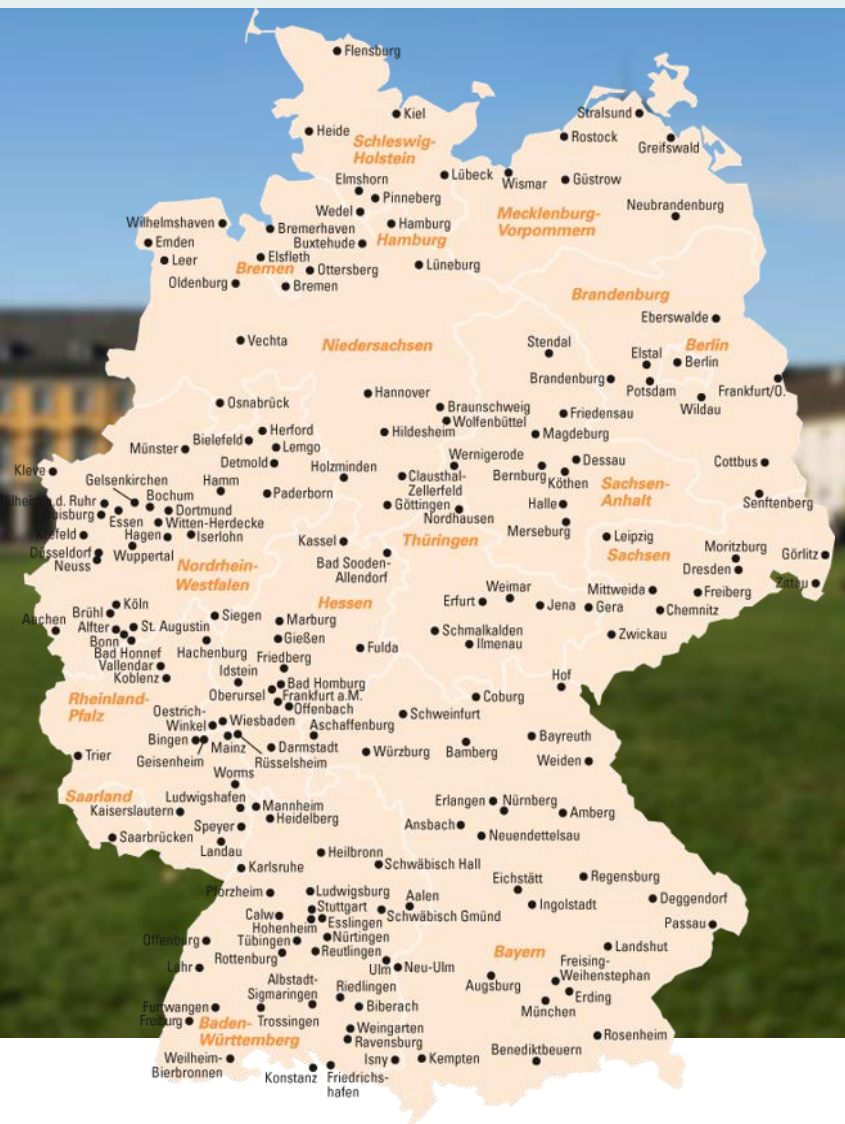 Flensburg
Kiel
Stralsund
Heide
Rostock
Schleswig-
Holstein
Greifswald
Elmshorn
Lübeck
Wismar
Güstrow
Pinneberg
Wedel
Mecklenburg-
Vorpommern
Neubrandenburg
Wilhelmshaven
Bremerhaven
Hamburg
Emden
Buxtehude
Hamburg
Leer
Elsfleth
Bremen
Ottersberg
Lüneburg
Oldenburg
Bremen
Brandenburg
Eberswalde
Vechta
Niedersachsen
Stendal
Berlin
Elstal
Berlin
Brandenburg
Potsdam
Frankfurt/O.
Wildau
Hannover
Osnabrück
Braunschweig
Wolfenbüttel
Friedensau
Herford
Hildesheim
Magdeburg
Bielefeld
Lemgo
Münster
Detmold
Holzminden
Wernigerode
Dessau
Cottbus
Kleve
Gelsenkirchen
Hamm
Clausthal-
Zellerfeld
Bernburg
Köthen
Sachsen-
Anhalt
Bochum
Paderborn
d. Ruhr
Dortmund
Göttingen
Nordhausen
Halle
Senftenberg
Duisburg
Essen
Witten-Herdecke
Merseburg
Krefeld
Hagen
Iserlohn
Kassel
Thüringen
Leipzig
Sachsen
Moritzburg
Görlitz
Düsseldorf
Wuppertal
Neuss
Nordrhein-
Westfalen
Bad Sooden-
Allendorf
Dresden
Zittau
Hessen
Weimar
Mittweida
Freiberg
Köln
Erfurt
Jena
Gera
Chemnitz
Brühl
Siegen
Marburg
Aachen
Alfter
St. Augustin
Schmalkalden
Zwickau
Bonn
Gießen
Ilmenau
Bad Honnef
Hachenburg
Fulda
Vallendar
Friedberg
Koblenz
Idstein
Hof
Bad Homburg
Oberursel
Frankfurt a.M.
Coburg
Rheinland-
Pfalz
Oestrich-
Winkel
Offenbach
Wiesbaden
Aschaffenburg
Schweinfurt
Bingen
Mainz
Darmstadt
Würzburg
Bamberg
Bayreuth
Trier
Geisenheim
Rüsselsheim
Weiden
Worms
Saarland
Ludwigshafen
Mannheim
Erlangen
Nürnberg
Kaiserslautern
Heidelberg
Amberg
Speyer
Ansbach
Saarbrücken
Neuendettelsau
Landau
Heilbronn
Karlsruhe
Schwäbisch Hall
Eichstätt
Regensburg
Pforzheim
Ludwigsburg
Aalen
Deggendorf
Stuttgart
Ingolstadt
Calw
Schwäbisch Gmünd
Hohenheim
Esslingen
Passau
Offenburg
Tübingen
Nürtingen
Landshut
Rottenburg
Reutlingen
Bayern
Lahr
Ulm
Neu-Ulm
Freising-
Weihenstephan
Albstadt-
Sigmaringen
Riedlingen
Augsburg
Erding
Furtwangen
Biberach
München
Freiburg
Trossingen
Baden-
Württemberg
Weingarten
Ravensburg
Rosenheim
Weilheim-
Bierbronnen
Isny
Kempten
Benediktbeuern
Konstanz
Friedrichs-
hafen